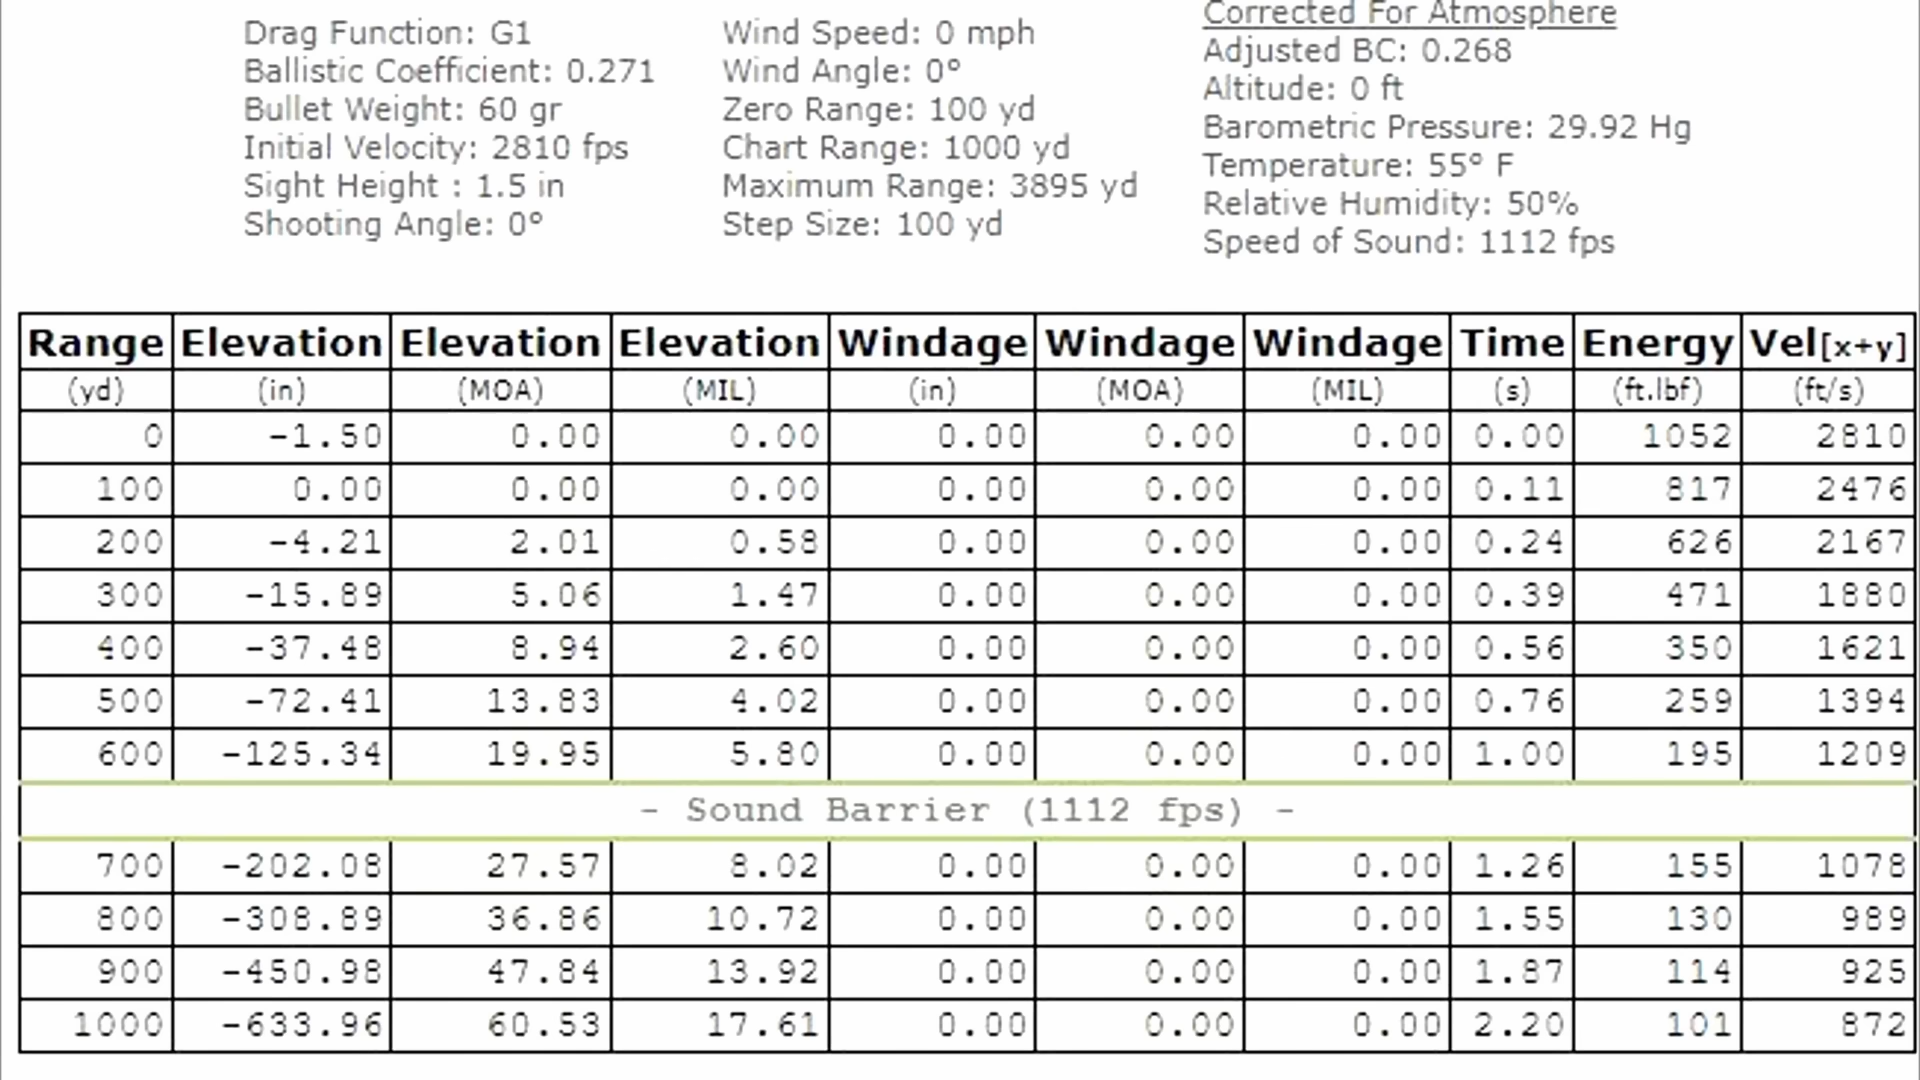 Drag Function: G1
Ballistic Coefficient: 0.271
Bullet Weight: 60 gr
Initial Velocity: 2810 fps
Sight Height : 1.5 in
Shooting Angle: 0°
Wind Speed: 0 mph
Wind Angle: 0°
Zero Range: 100 yd
Chart Range: 1000 yd
Maximum Range: 3895 yd
Step Size: 100 yd
Corrected For Atmosphere
Adjusted BC: 0.268
Altitude: 0 ft
Barometric Pressure: 29.92 Hg
Temperature: 55° F
Relative Humidity: 50%
Speed of Sound: 1112 fps
Range Elevation Elevation Elevation Windage Windage Windage Time Energy Vel[x+y]
(yd) (in) (MOA) (MIL) (in) (MOA) (MIL) (s) (ft.lbf) (ft/s)
0 -1.50 0.00 0.00 0.00 0.00 0.00 0.00 1052 2810
100 0.00 0.00 0.00 0.00 0.00 0.00 0.11 817 2476
200 -4.21 2.01 0.58 0.00 0.00 0.00 0.24 626 2167
300 -15.89 5.06 1.47 0.00 0.00 0.00 0.39 471 1880
400 -37.48 8.94 2.60 0.00 0.00 0.00 0.56 350 1621
500 -72.41 13.83 4.02 0.00 0.00 0.00 0.76 259 1394
600 -125.34 19.95 5.80 0.00 0.00 0.00 1.00 195 1209
- Sound Barrier (1112 fps) -
700 -202.08 27.57 8.02 0.00 0.00 0.00 1.26 155 1078
800 -308.89 36.86 10.72 0.00 0.00 0.00 1.55 130 989
900 -450.98 47.84 13.92 0.00 0.00 0.00 1.87 114 925
1000 -633.96 60.53 17.61 0.00 0.00 0.00 2.20 101 872